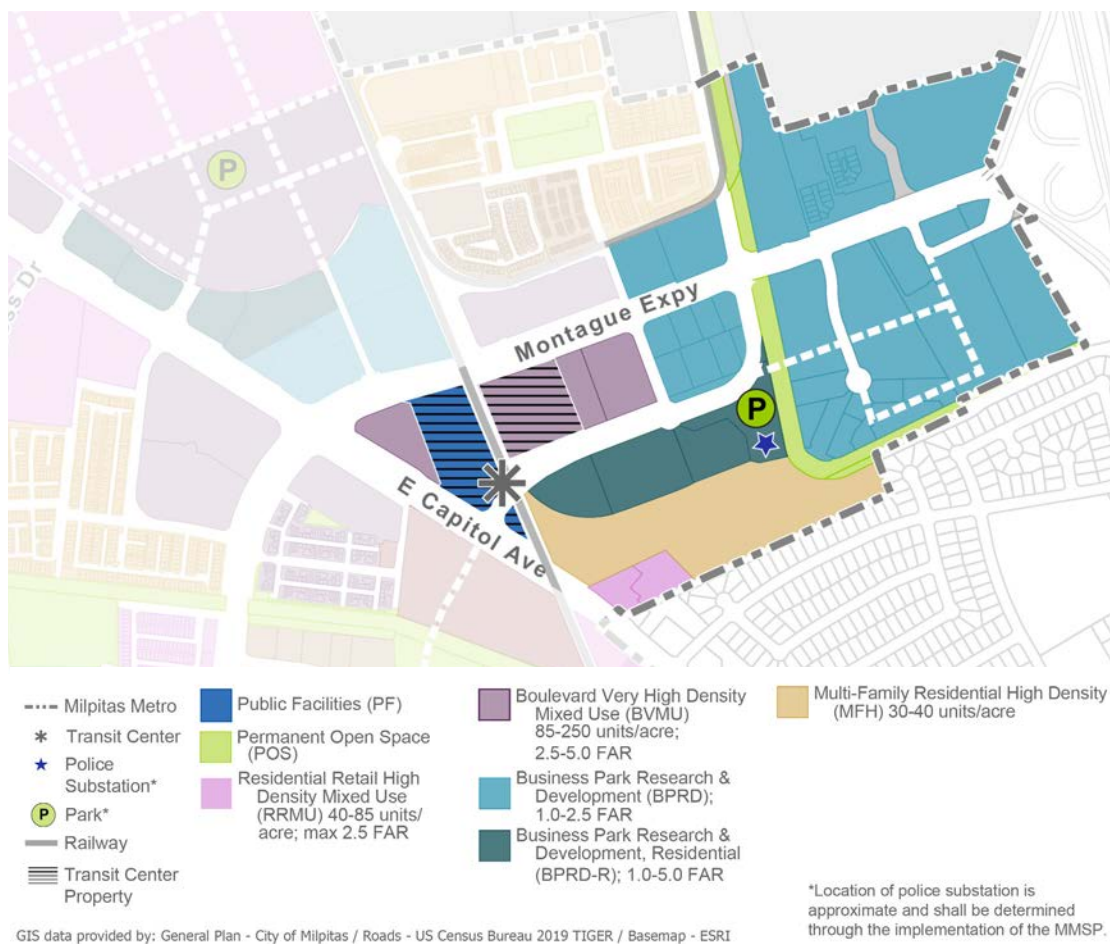 P
ss Dr
Montague Expy
P
E Capitol Ave
Milpitas Metro
Transit Center
Police
Substation*
P Park*
Railway
Transit Center
Property
Public Facilities (PF)
Permanent Open Space
(POS)
Residential Retail High
Density Mixed Use
(RRMU) 40-85 units/
acre; max 2.5 FAR
Boulevard Very High Density
Mixed Use (BVMU)
85-250 units/acre;
2.5-5.0 FAR
Business Park Research &
Development (BPRD);
1.0-2.5 FAR
Business Park Research &
Development, Residential
(BPRD-R); 1.0-5.0 FAR
Multi-Family Residential High Density
(MFH) 30-40 units/acre
*Location of police substation is
approximate and shall be determined
through the implementation of the MMSP.
GIS data provided by: General Plan - City of Milpitas / Roads - US Census Bureau 2019 TIGER / Basemap - ESRI